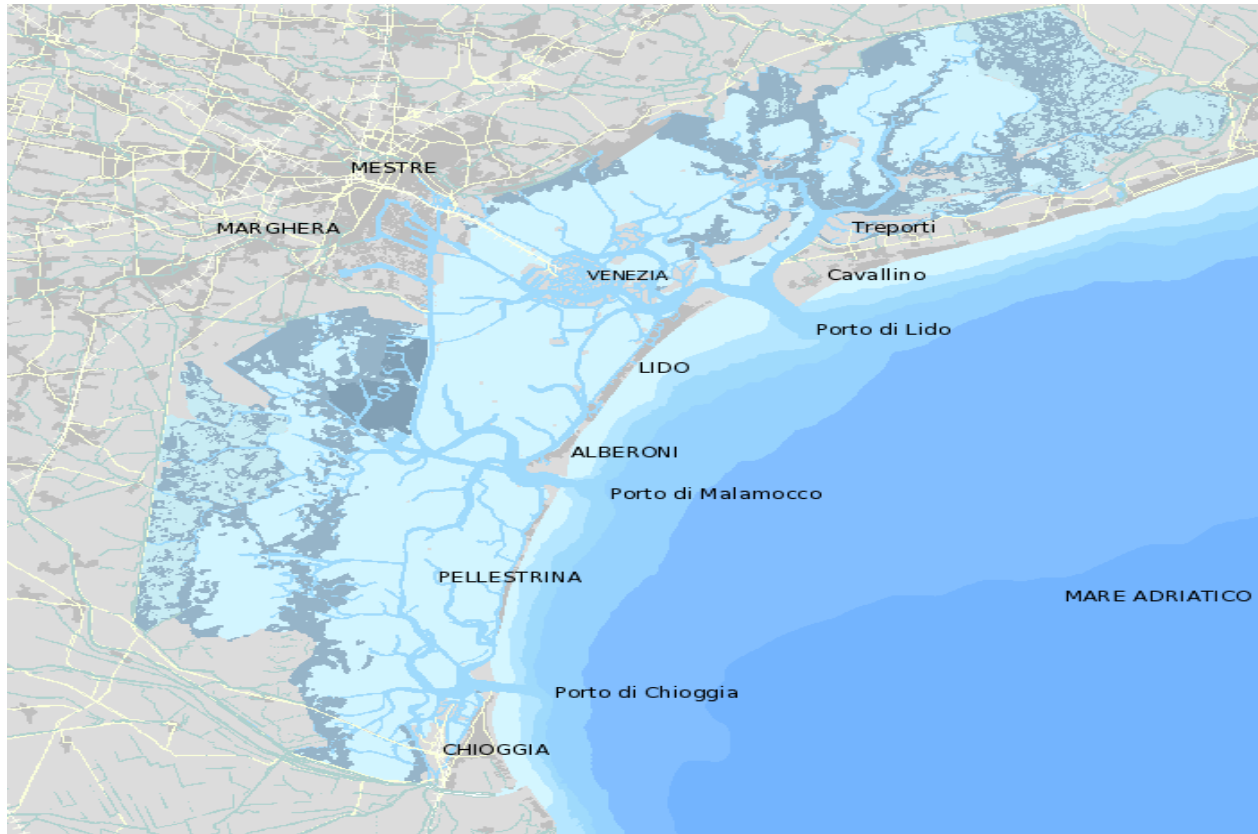 MESTRE
MARGHERA
Treporti
VENEZIA
Cavallino
Porto di Lido
LIDO
ALBERONI
Porto di Malamocco
PELLESTRINA
MARE ADRIATICO
Porto di Chioggia
CHIOGGIA